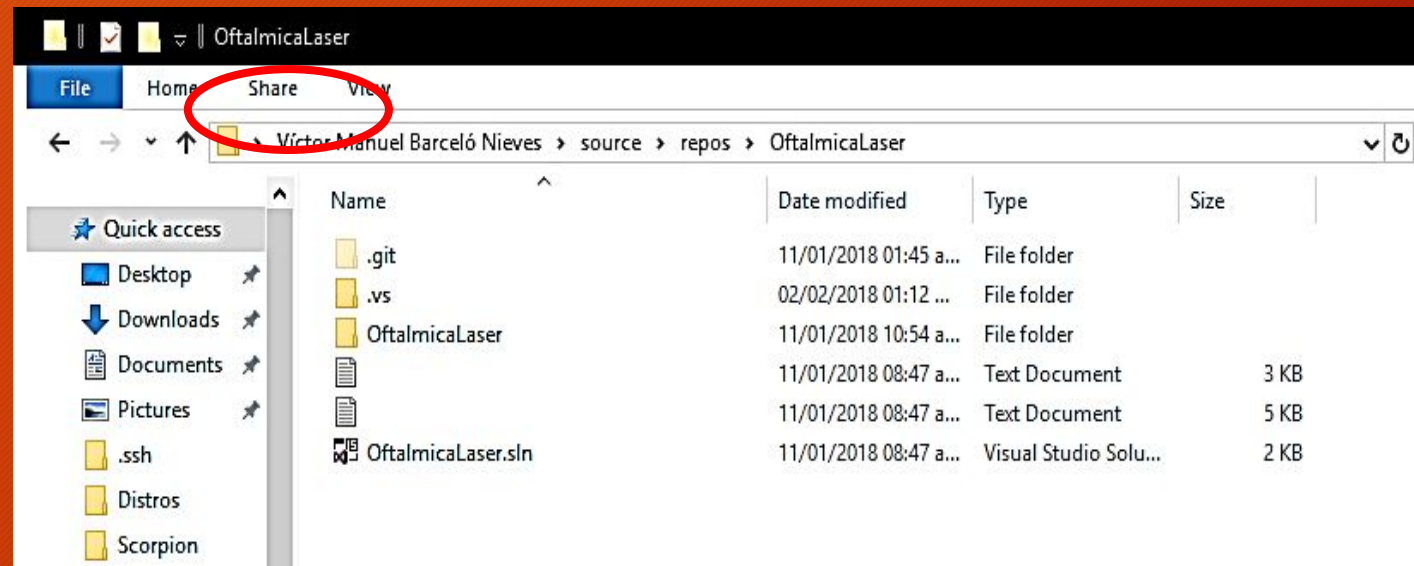 OftalmicaLaser
File Home Share View
Víctor Manuel Barceló Nieves › source › repos › OftalmicaLaser
Name Date modified Type Size
Quick access
Desktop
Downloads
Documents
Pictures
.ssh
Distros
Scorpion
.git 11/01/2018 01:45 a... File folder
.vs 02/02/2018 01:12 ... File folder
OftalmicaLaser 11/01/2018 10:54 a... File folder
11/01/2018 08:47 a... Text Document 3 KB
11/01/2018 08:47 a... Text Document 5 KB
OftalmicaLaser.sln 11/01/2018 08:47 a... Visual Studio Solu... 2 KB